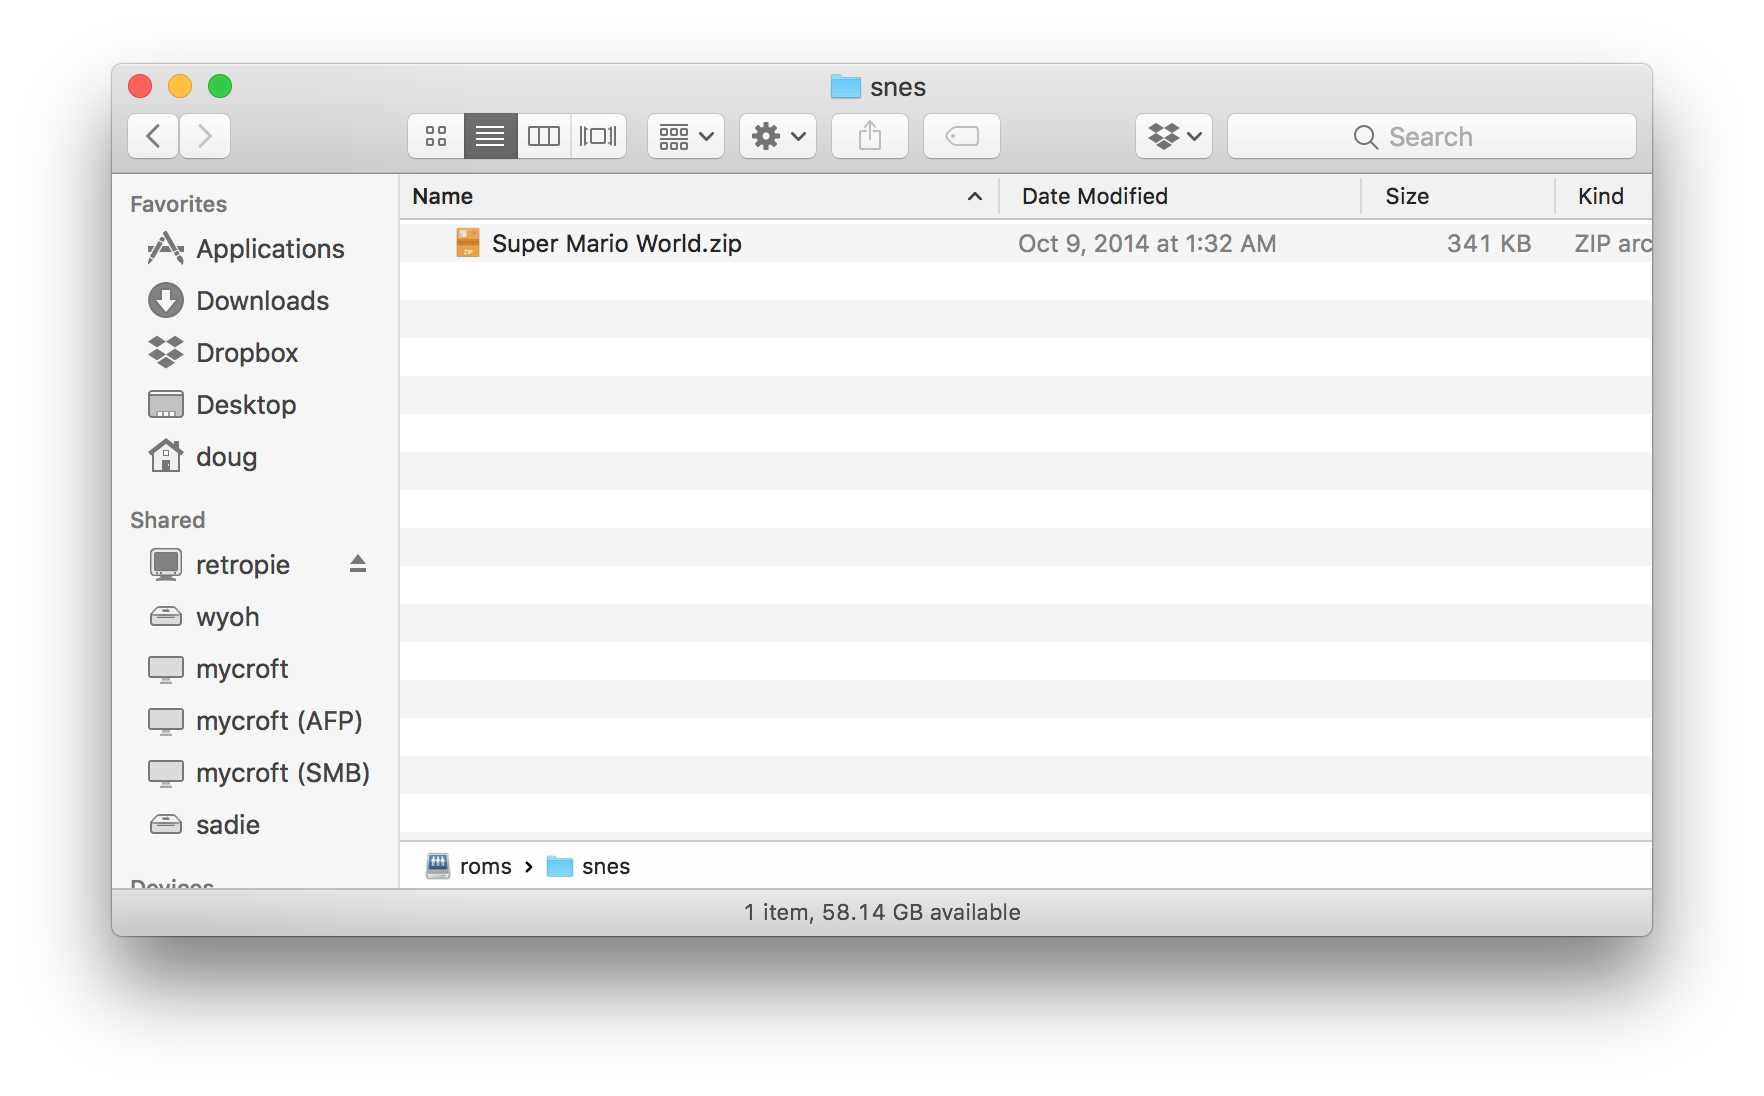 snes
Search
Favorites
Applications
Downloads
Dropbox
Desktop
doug
Shared
retropie
wyoh
mycroft
mycroft (AFP)
mycroft (SMB)
sadie
Devices
Name Date Modified Size Kind
Super Mario World.zip Oct 9, 2014 at 1:32 AM 341 KB ZIP arc
roms › snes
1 item, 58.14 GB available